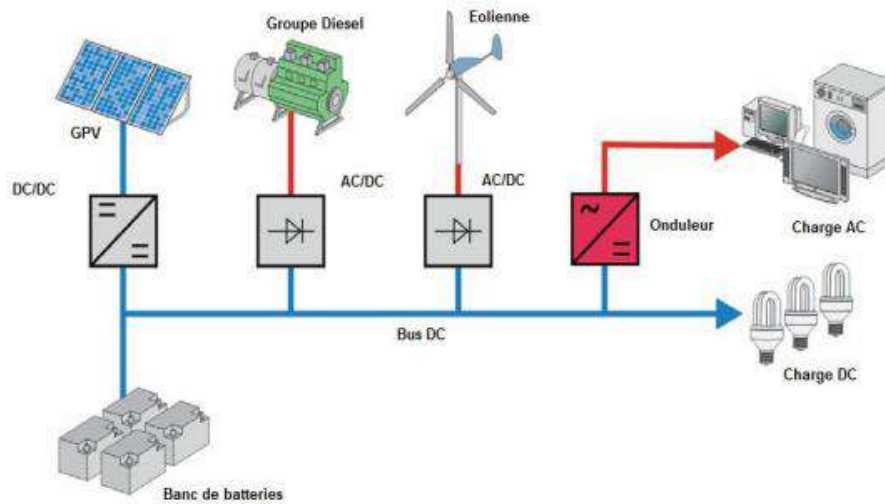 Groupe Diesel
Eolienne
GPV
DC/DC
AC/DC
AC/DC
Onduleur
Charge AC
Bus DC
Charge DC
Banc de batteries